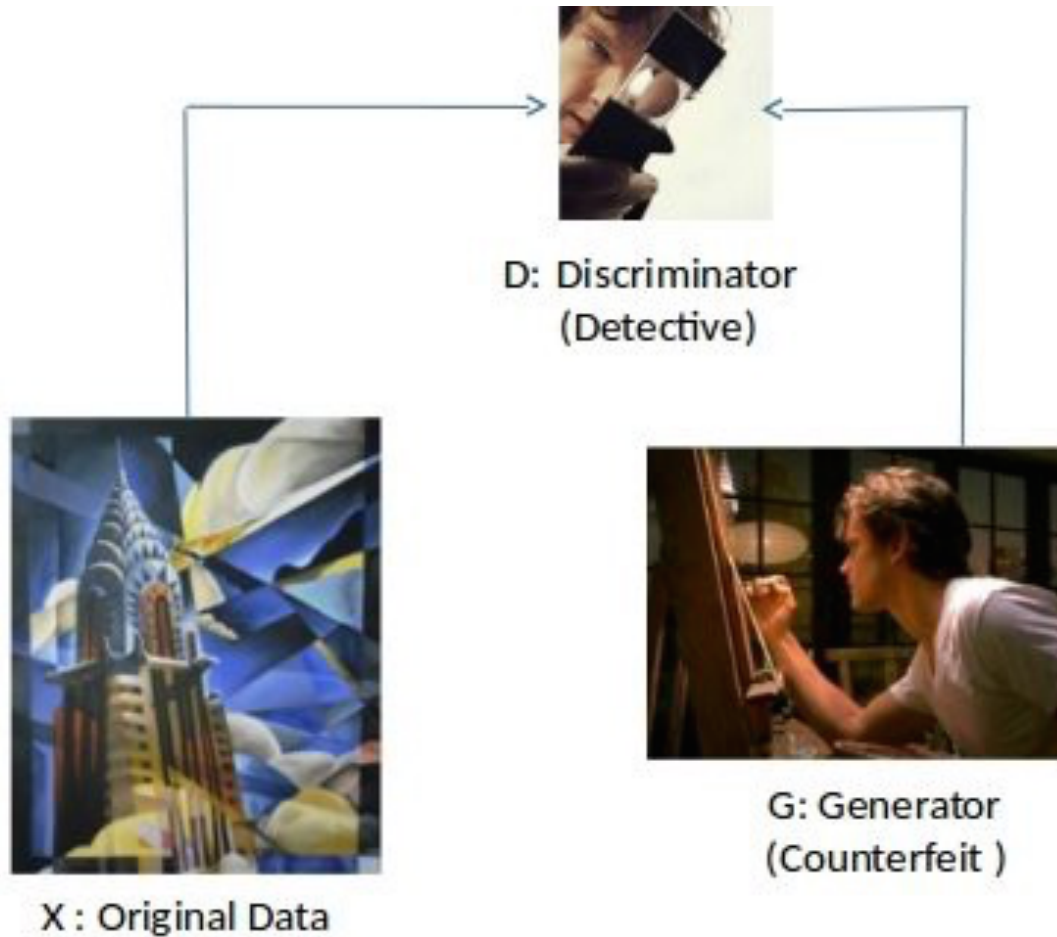 D: Discriminator
(Detective)
G: Generator
(Counterfeit )
X : Original Data